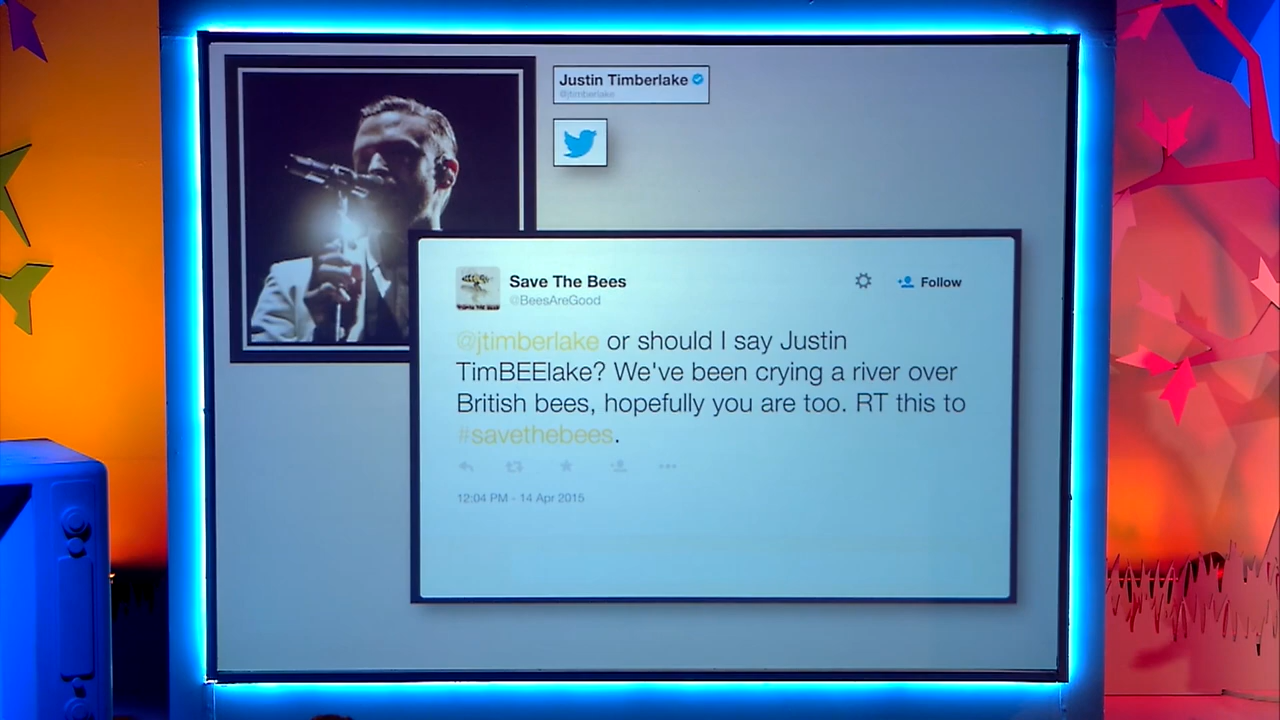 Justin Timberlake
@jtimberlake
Save The Bees
@BeesAreGood
Follow
@jtimberlake or should I say Justin
TimBEElake? We've been crying a river over
British bees, hopefully you are too. RT this to
#savethebees.
12:04 PM - 14 Apr 2015